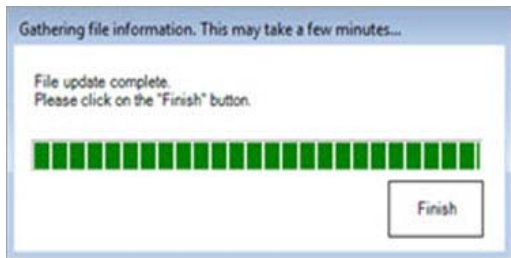 Gathering file information. This may take a few minutes...
File update complete.
Please click on the "Finish" button.
Finish